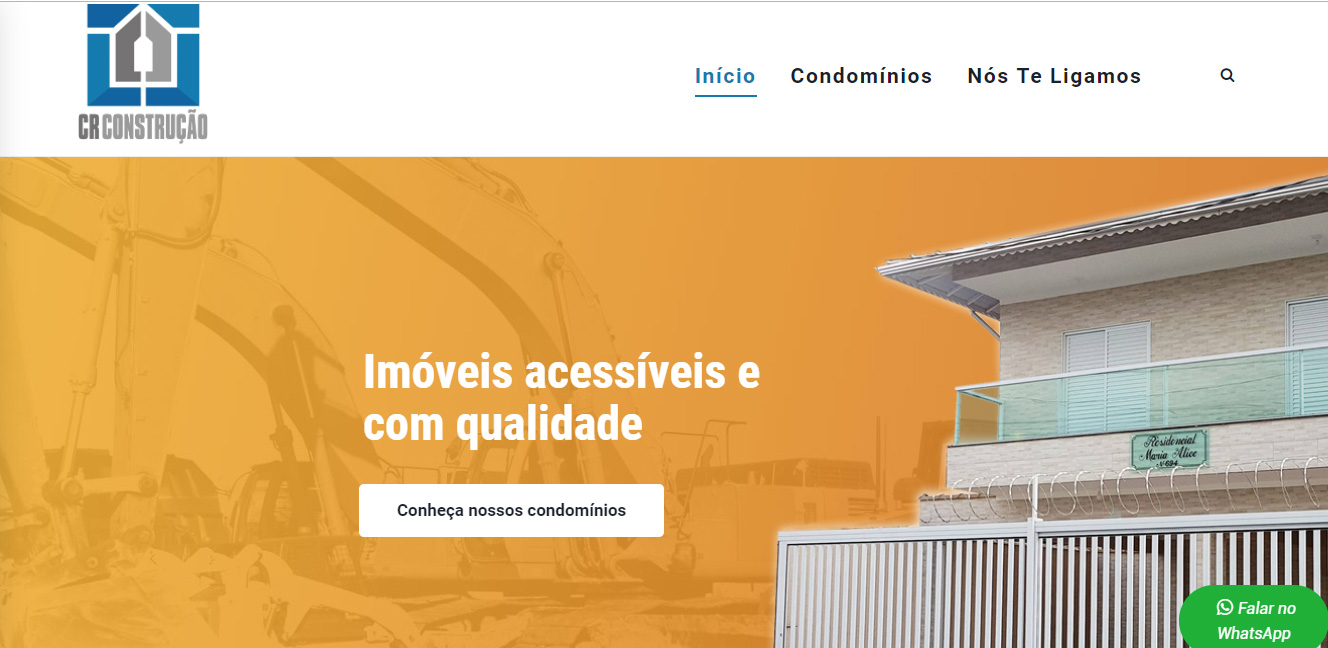 CR CONSTRUÇÃO
Início
Condomínios
Nós Te Ligamos
Imóveis acessíveis e
com qualidade
Conheça nossos condomínios
Residencial
Maria Alice
Nº 694
Falar no
WhatsApp